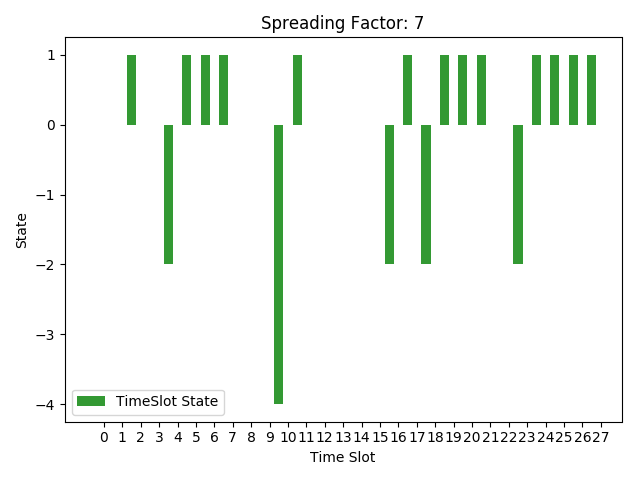 Spreading Factor: 7
1
0
−1
−2
−3
−4
State
TimeSlot State
0 1 2 3 4 5 6 7 8 9 10 11 12 13 14 15 16 17 18 19 20 21 22 23 24 25 26 27
Time Slot